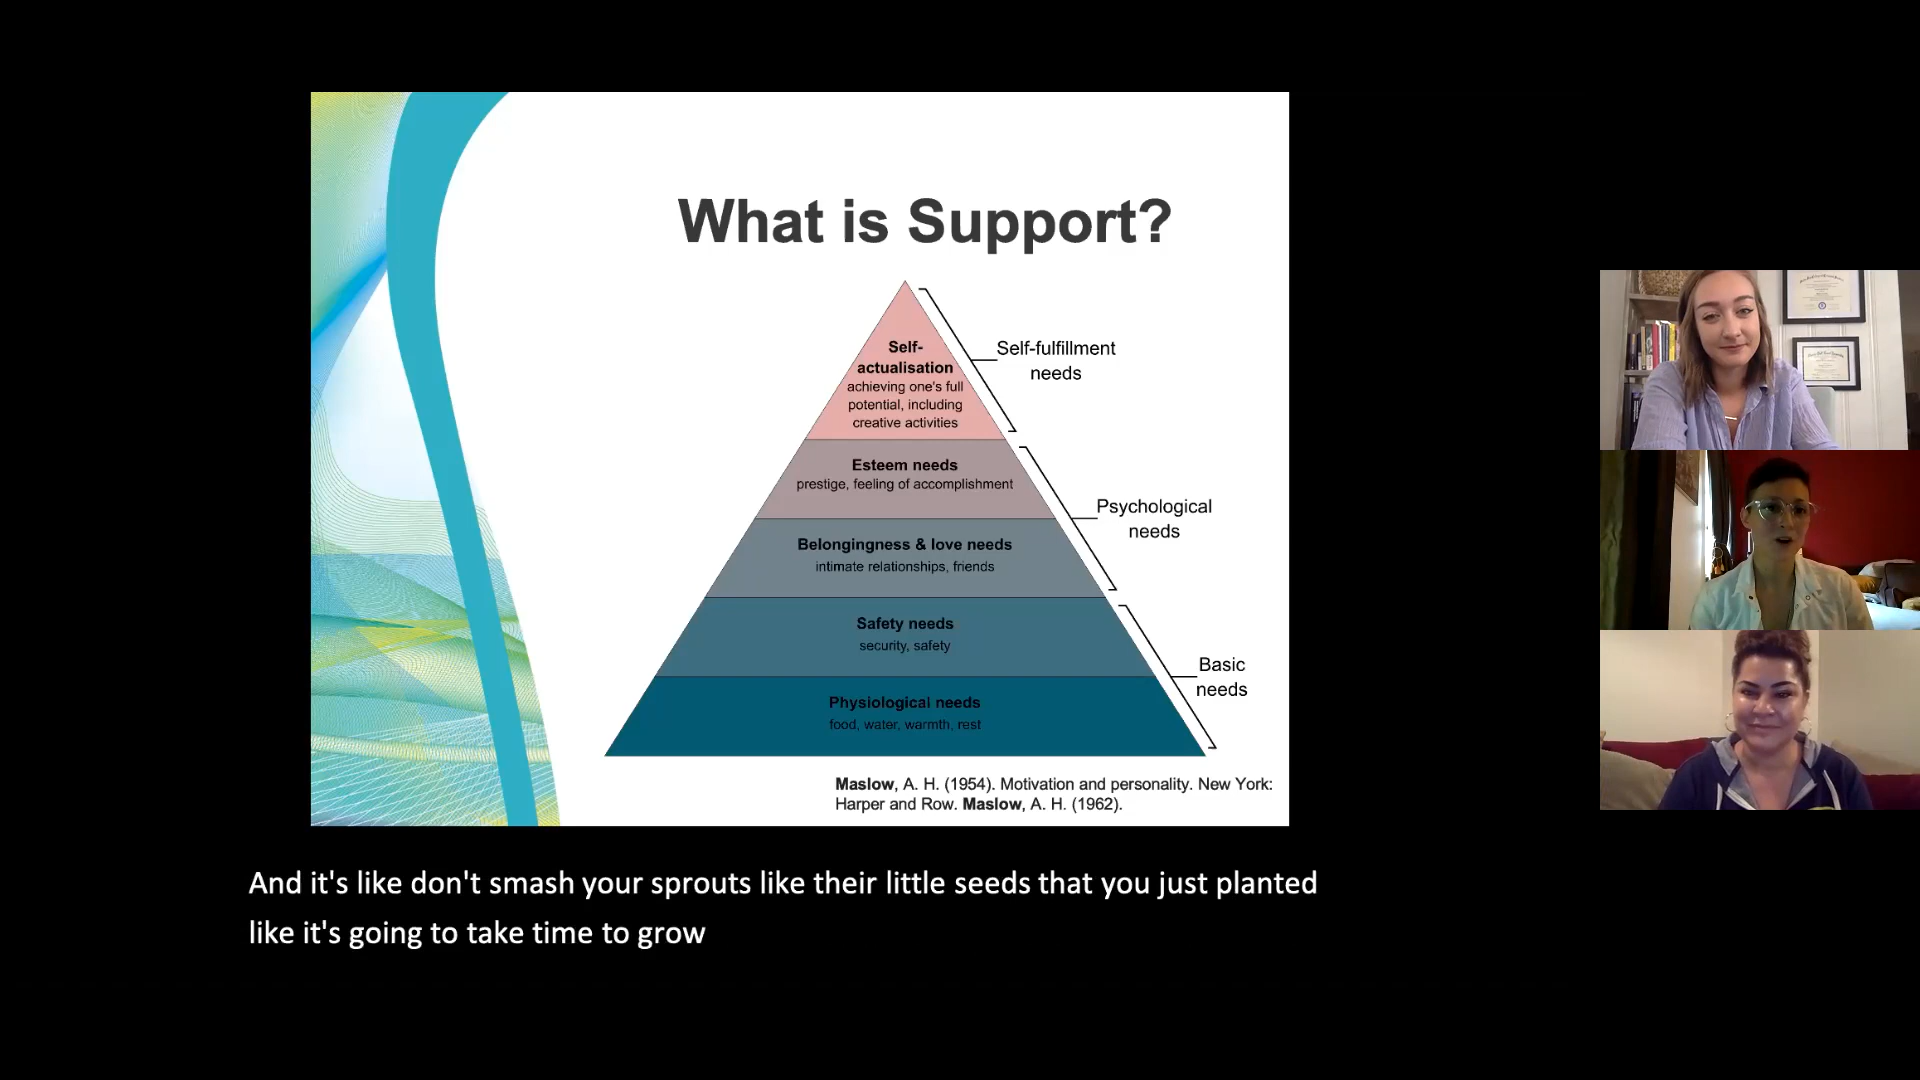 What is Support?
Self-
actualisation
achieving one's full
potential, including
creative activities
Self-fulfillment
needs
Esteem needs
prestige, feeling of accomplishment
Psychological
needs
Belongingness & love needs
intimate relationships, friends
Safety needs
security, safety
Basic
needs
Physiological needs
food, water, warmth, rest
Maslow, A. H. (1954). Motivation and personality. New York:
Harper and Row. Maslow, A. H. (1962).
And it's like don't smash your sprouts like their little seeds that you just planted
like it's going to take time to grow